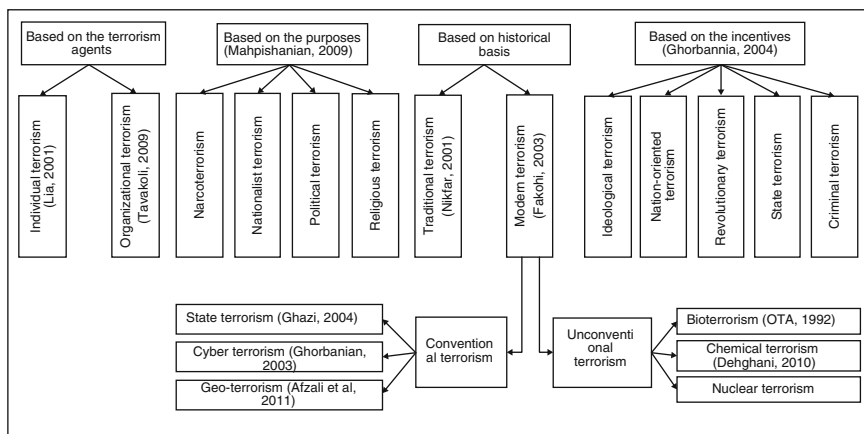 Based on the terrorism
agents
Based on the purposes
(Mahpishanian, 2009)
Based on historical
basis
Based on the incentives
(Ghorbannia, 2004)
Individual terrorism
(Lia, 2001)
Organizational terrorism
(Tavakoli, 2009)
Narcoterrorism
Nationalist terrorism
Political terrorism
Religious terrorism
Traditional terrorism
(Nikfar, 2001)
Modern terrorism
(Fakohi, 2003)
Ideological terrorism
Nation-oriented
terrorism
Revolutionary terrorism
State terrorism
Criminal terrorism
State terrorism (Ghazi, 2004)
Cyber terrorism (Ghorbanian,
2003)
Geo-terrorism (Afzali et al,
2011)
Convention
al terrorism
Unconventi
onal
terrorism
Bioterrorism (OTA, 1992)
Chemical terrorism
(Dehghani, 2010)
Nuclear terrorism